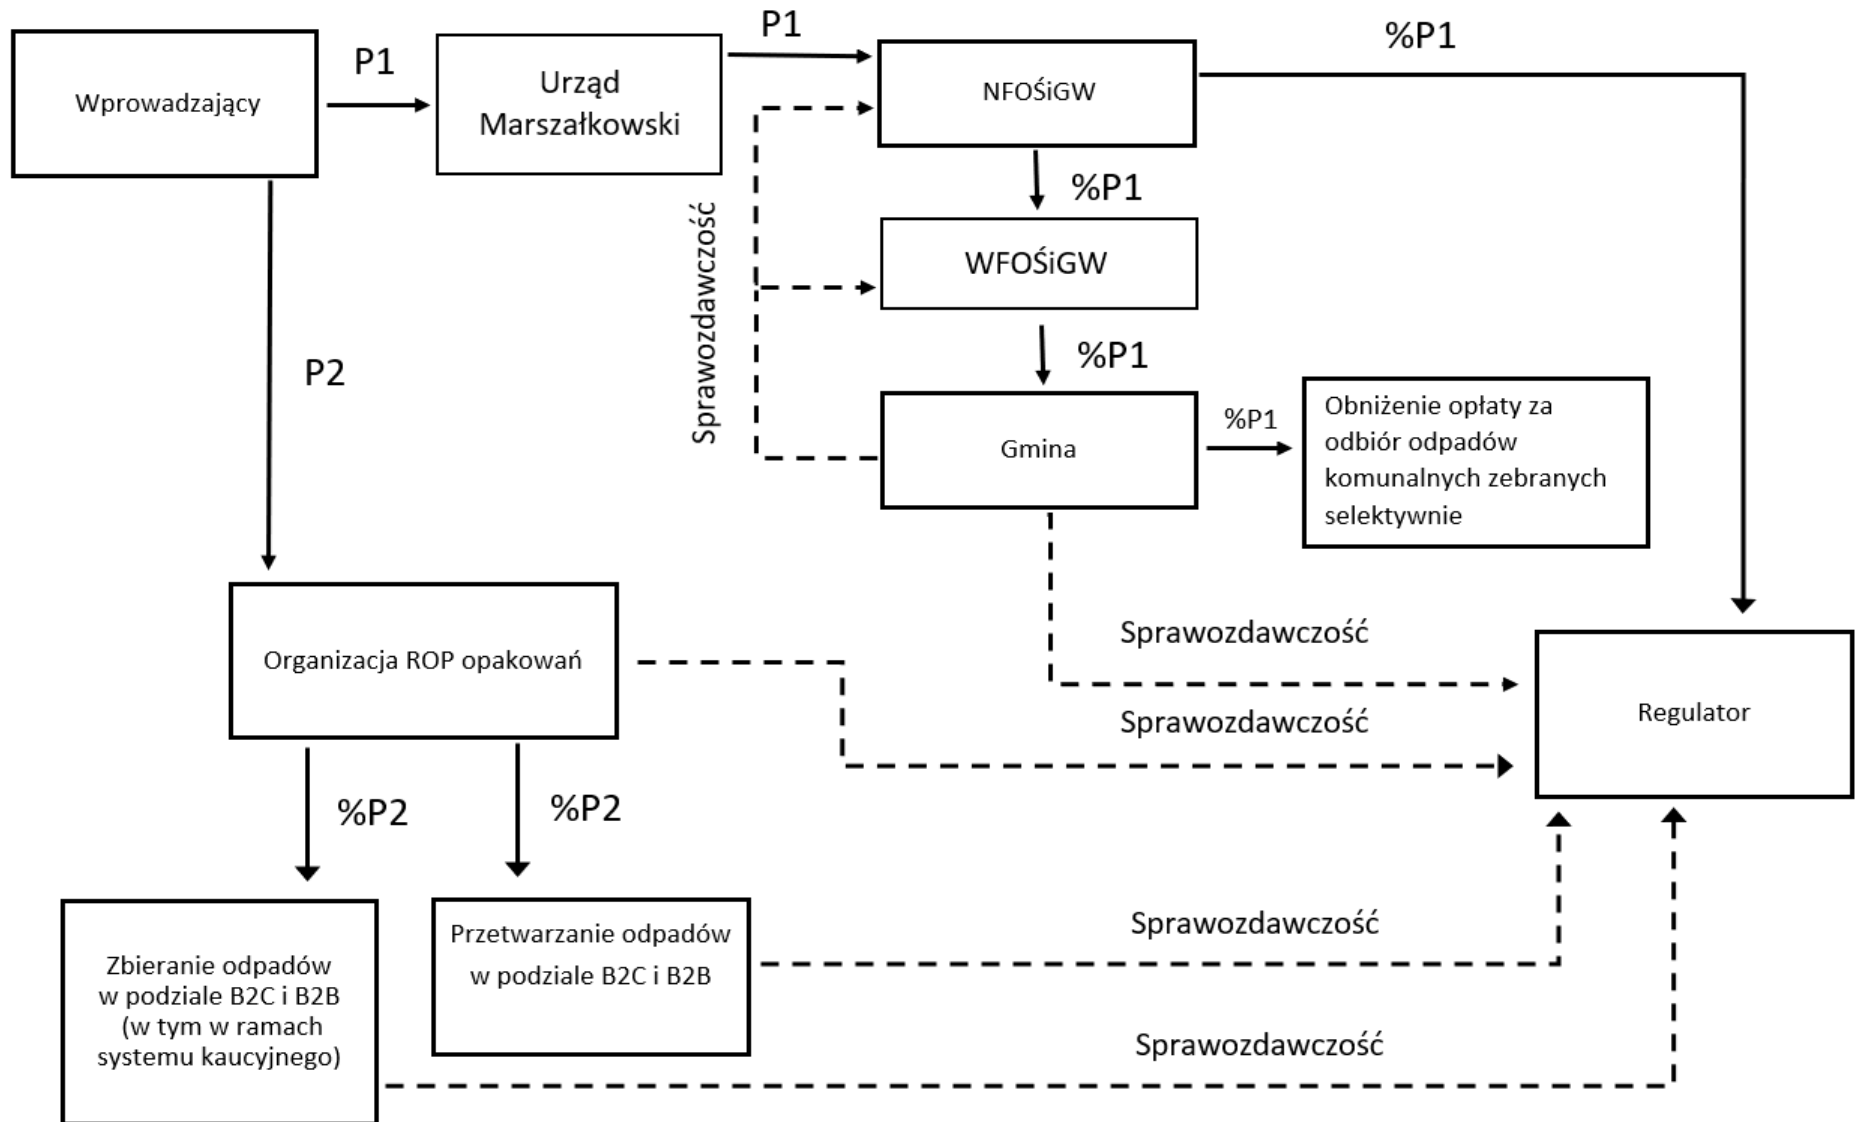 P1
P1
%P1
Wprowadzający
Urząd
Marszałkowski
NFOŚiGW
%P1
Sprawozdawczość
WFOŚiGW
%P1
P2
Gmina
%P1
Obniżenie opłaty za
odbiór odpadów
komunalnych zebranych
selektywnie
Organizacja ROP opakowań
Sprawozdawczość
Sprawozdawczość
Regulator
%P2
%P2
Zbieranie odpadów
w podziale B2C i B2B
(w tym w ramach
systemu kaucyjnego)
Przetwarzanie odpadów
w podziale B2C i B2B
Sprawozdawczość
Sprawozdawczość